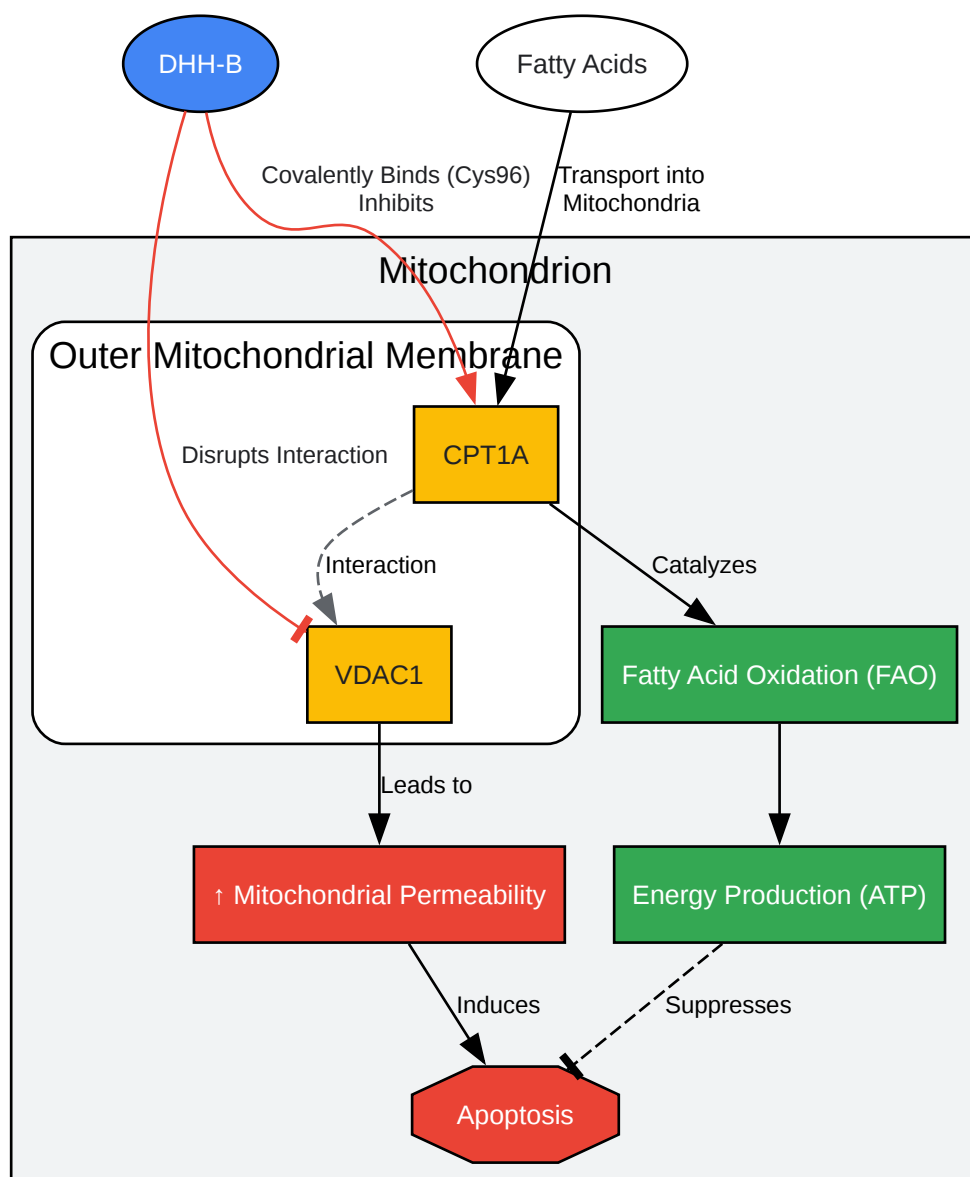 DHH-B
Fatty Acids
Covalently Binds (Cys96)
Inhibits
Transport into
Mitochondria
Mitochondrion
Outer Mitochondrial Membrane
Disrupts Interaction
CPT1A
Interaction
Catalyzes
VDAC1
Fatty Acid Oxidation (FAO)
Leads to
↑ Mitochondrial Permeability
Energy Production (ATP)
Induces
Suppresses
Apoptosis